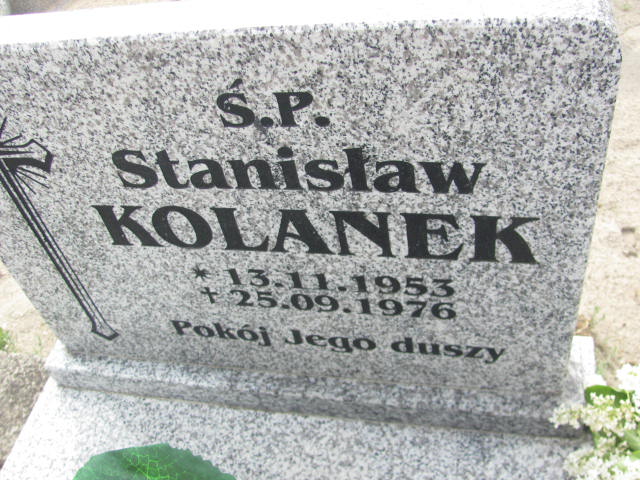 Ś.P.
Stanisław
KOLANEK
* 13.11.1953
† 25.09.1976
Pokój Jego duszy